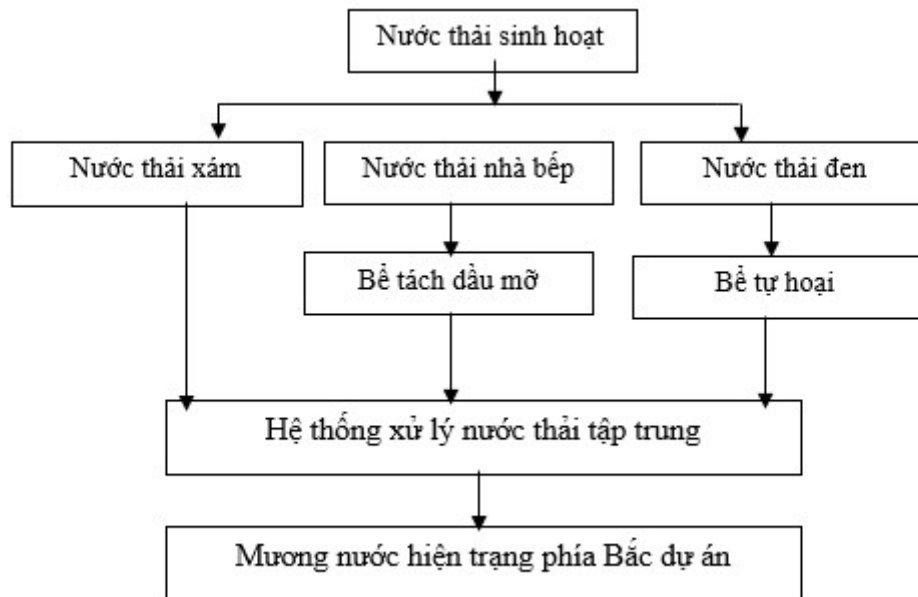 Nước thải sinh hoạt
Nước thải xám
Nước thải nhà bếp
Nước thải đen
Bể tách dầu mỡ
Bể tự hoại
Hệ thống xử lý nước thải tập trung
Mương nước hiện trạng phía Bắc dự án